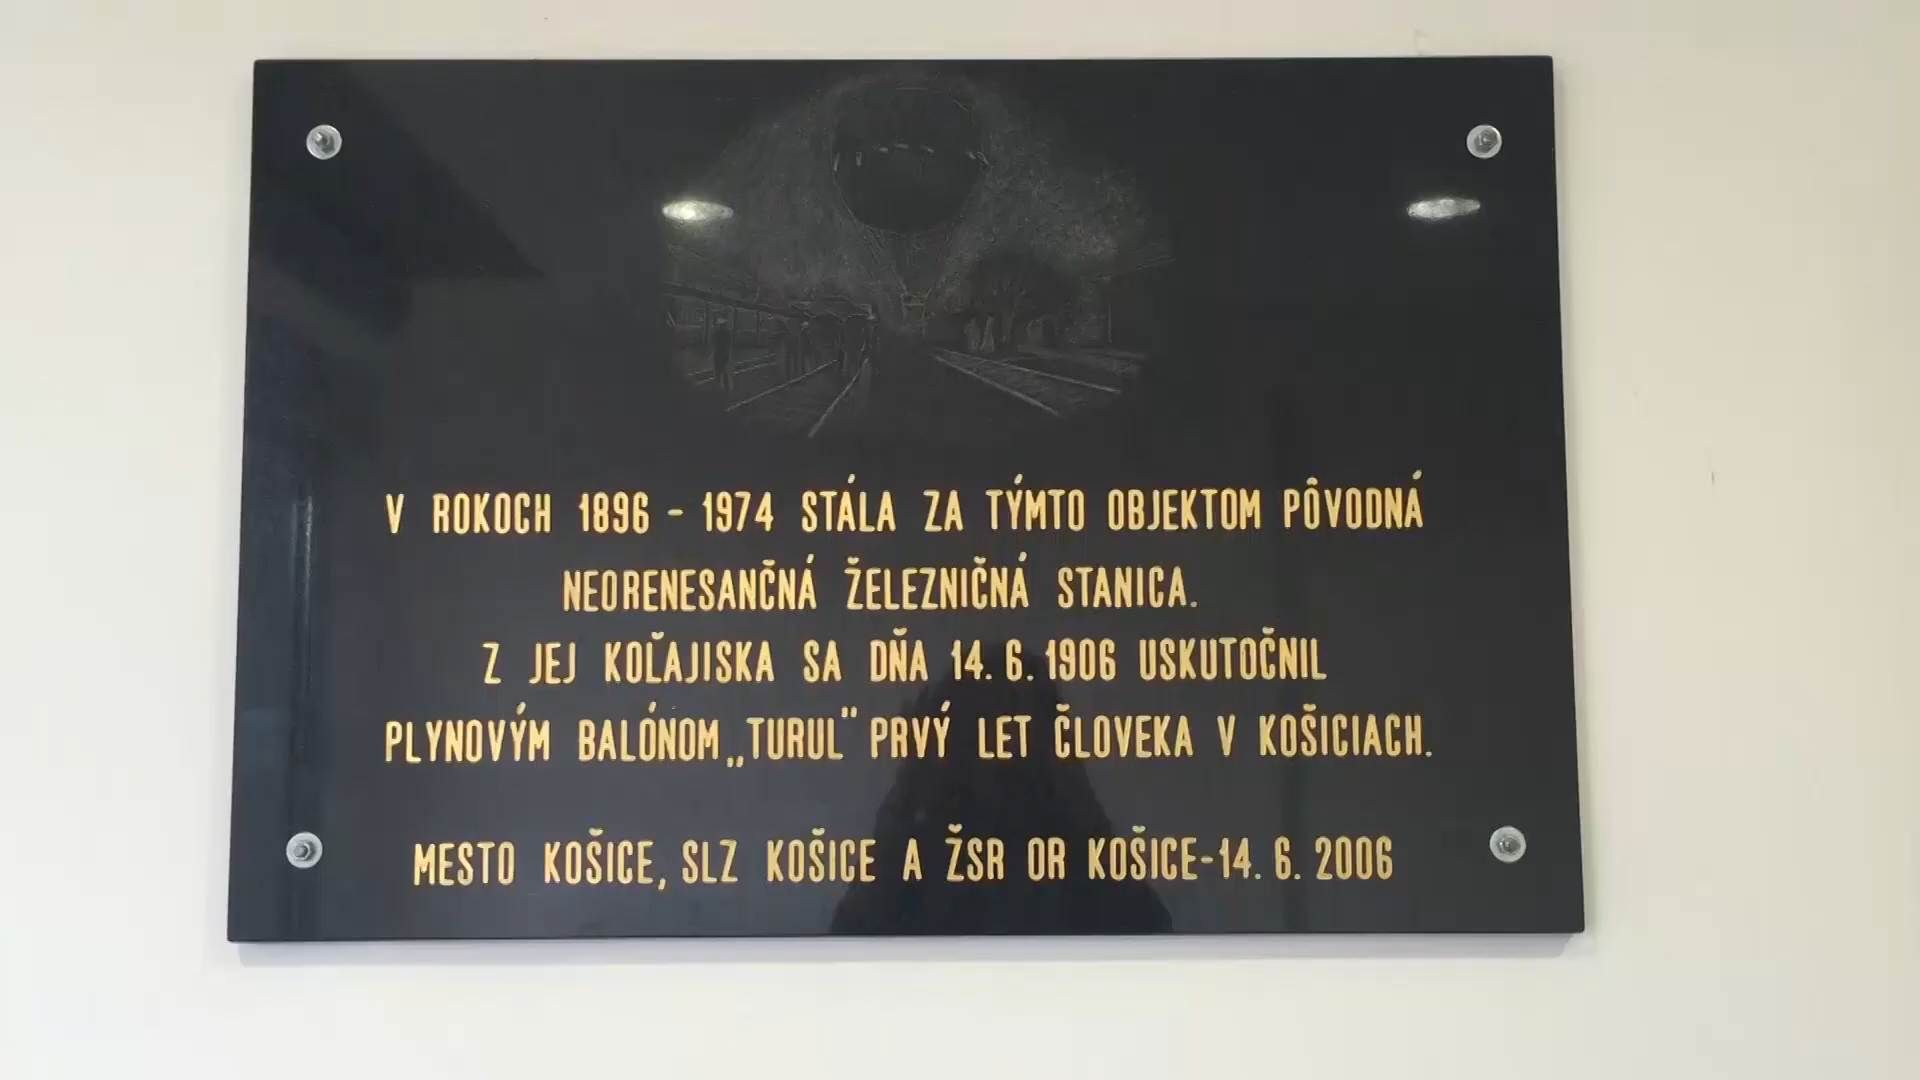 V ROKOCH 1896 - 1974 STÁLA ZA TÝMTO OBJEKTOM PÔVODNÁ
NEORENESANČNÁ ŽELEZNIČNÁ STANICA.
Z JEJ KOĽAJISKA SA DŇA 14. 6. 1906 USKUTOČNIL
PLYNOVÝM BALÓNOM „TURUL" PRVÝ LET ČLOVEKA V KOŠICIACH.
MESTO KOŠICE, SLZ KOŠICE A ŽSR OR KOŠICE-14. 6. 2006